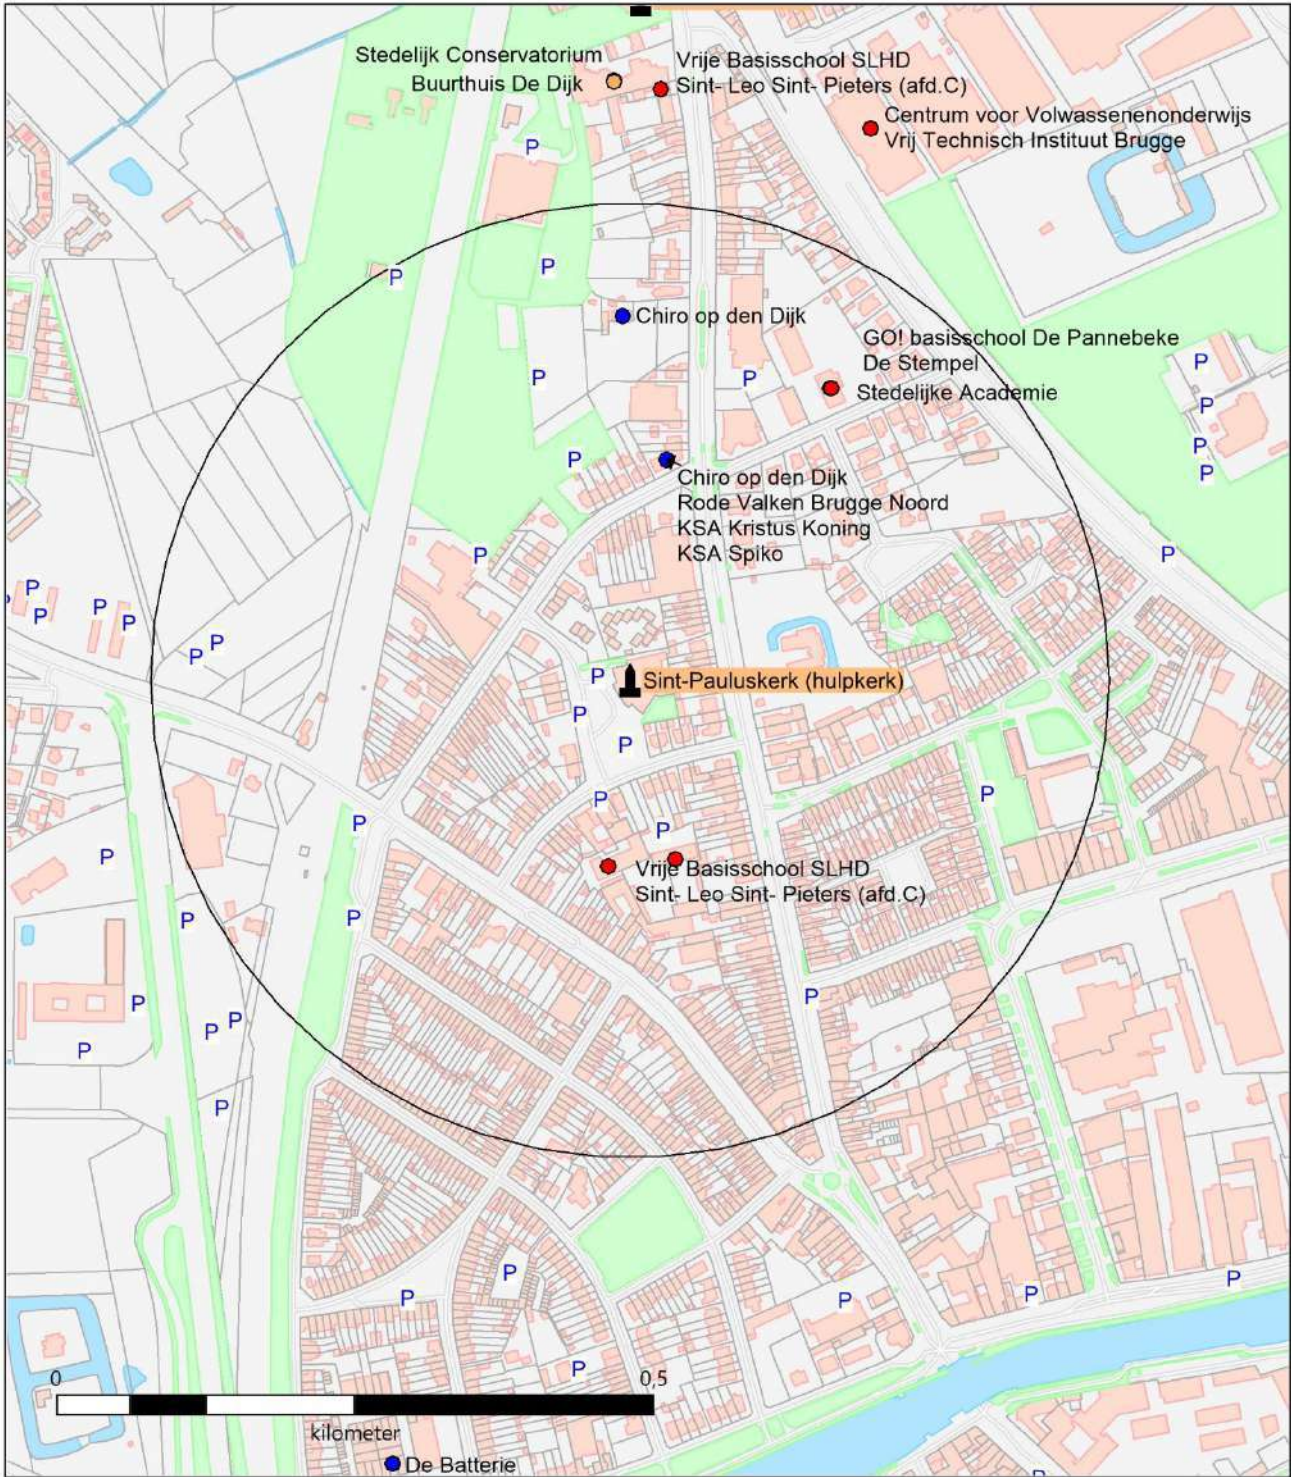 Stedelijk Conservatorium
Buurthuis De Dijk
Vrije Basisschool SLHD
Sint- Leo Sint- Pieters (afd.C)
Centrum voor Volwassenenonderwijs
Vrij Technisch Instituut Brugge
P
P
P
Chiro op den Dijk
GO! basisschool De Pannebeke
De Stempel
Stedelijke Academie
P
P
P
P
P
P
P
Chiro op den Dijk
Rode Valken Brugge Noord
KSA Kristus Koning
KSA Spiko
P
P
P
P
P
P
P
P
P
Sint-Pauluskerk (hulpkerk)
P
P
P
P
P
P
P
P
Vrije Basisschool SLHD
Sint- Leo Sint- Pieters (afd.C)
P
P
P
P
P
P
P
P
P
P
P
P
P
P
0
0,5
kilometer
De Batterie
P